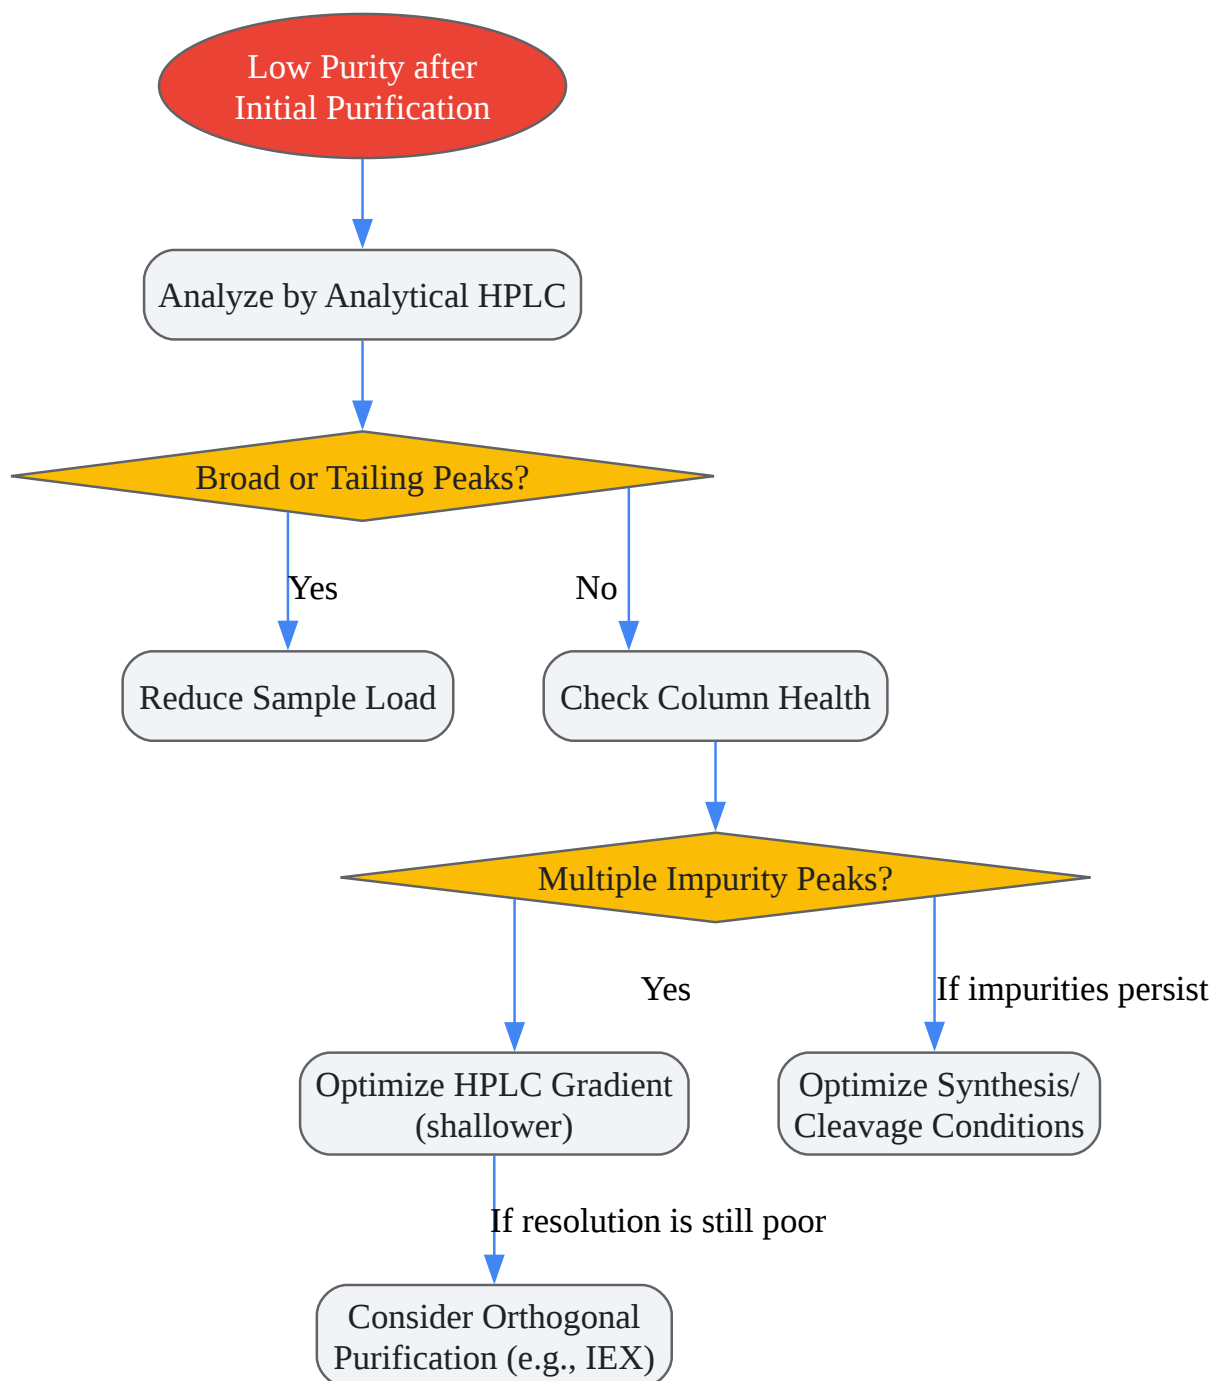 Low Purity after
Initial Purification
Analyze by Analytical HPLC
Broad or Tailing Peaks?
Yes
No
Reduce Sample Load
Check Column Health
Multiple Impurity Peaks?
Yes
If impurities persist
Optimize HPLC Gradient
(shallower)
Optimize Synthesis/
Cleavage Conditions
If resolution is still poor
Consider Orthogonal
Purification (e.g., IEX)